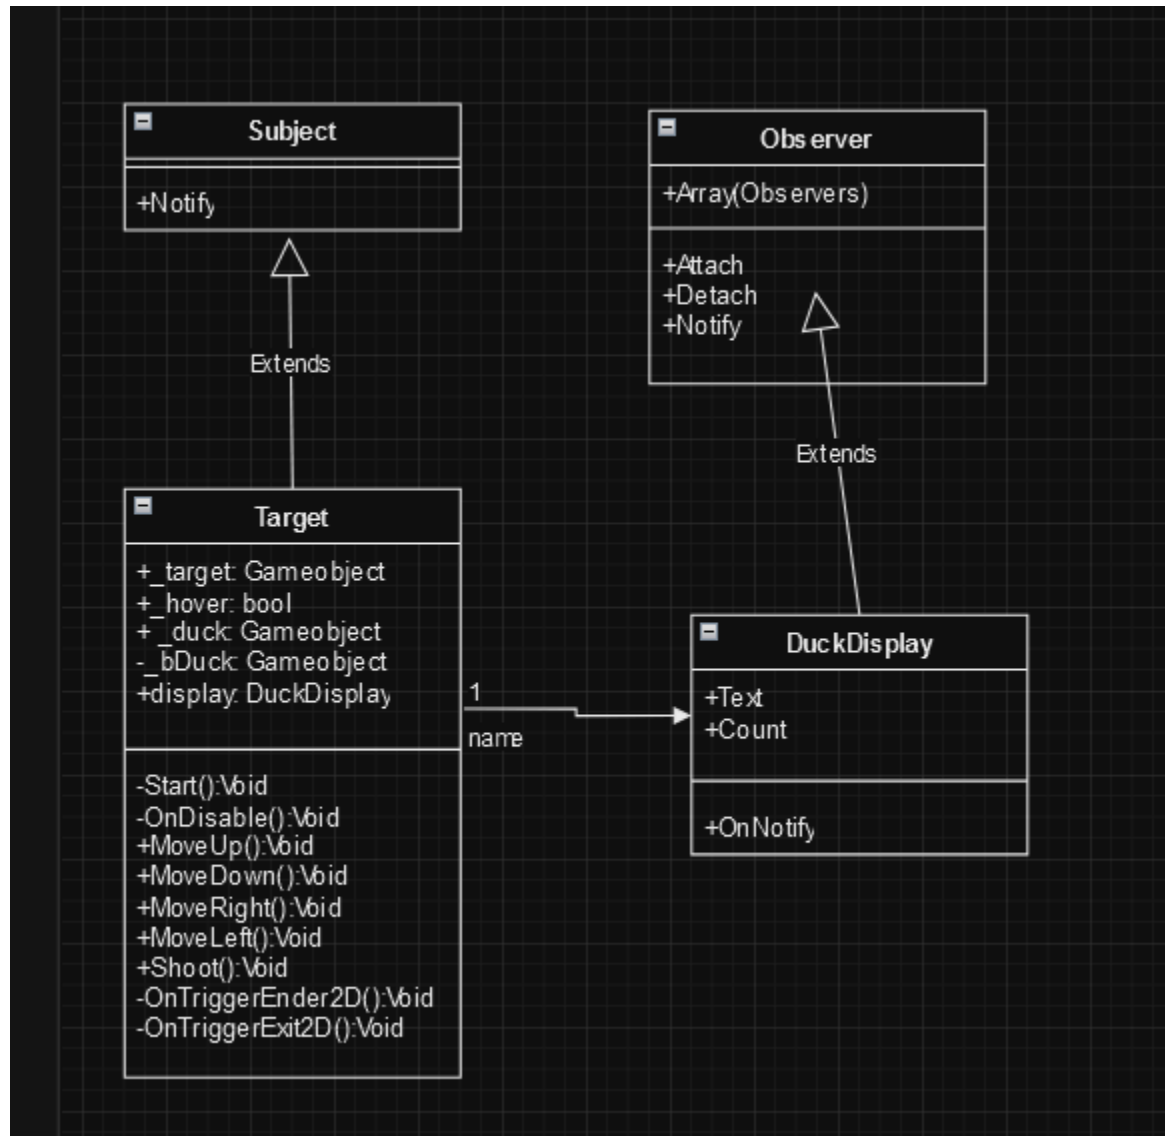 Subject
+Notify
Observer
+Array(Observers)
+Attach
+Detach
+Notify
Extends
Extends
Target
+_target: Gameobject
+_hover: bool
+ _duck: Gameobject
-_bDuck: Gameobject
+display: DuckDisplay
-Start():Void
-OnDisable():Void
+MoveUp():Void
+MoveDown():Void
+MoveRight():Void
+MoveLeft():Void
+Shoot():Void
-OnTriggerEnder2D():Void
-OnTriggerExit2D():Void
1
name
DuckDisplay
+Text
+Count
+OnNotify